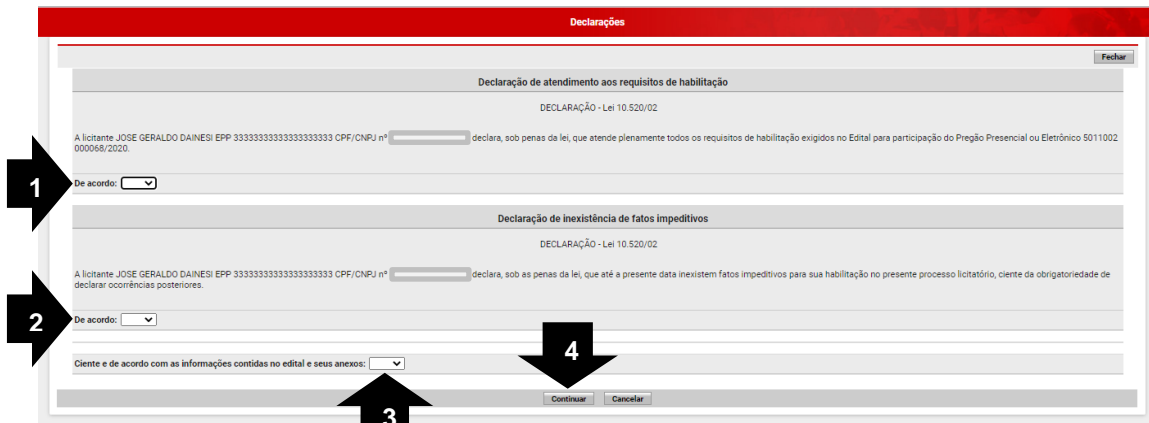 Declarações
Fechar
Declaração de atendimento aos requisitos de habilitação
DECLARAÇÃO - Lei 10.520/02
A licitante JOSE GERALDO DAINESI EPP 33333333333333333333 CPF/CNPJ nº declara, sob penas da lei, que atende plenamente todos os requisitos de habilitação exigidos no Edital para participação do Pregão Presencial ou Eletrônico 5011002
000068/2020.
1
De acordo:
Declaração de inexistência de fatos impeditivos
DECLARAÇÃO - Lei 10.520/02
A licitante JOSE GERALDO DAINESI EPP 33333333333333333333 CPF/CNPJ nº declara, sob as penas da lei, que até a presente data inexistem fatos impeditivos para sua habilitação no presente processo licitatório, ciente da obrigatoriedade de
declarar ocorrências posteriores.
2
De acordo:
4
Ciente e de acordo com as informações contidas no edital e seus anexos:
Continuar Cancelar
3